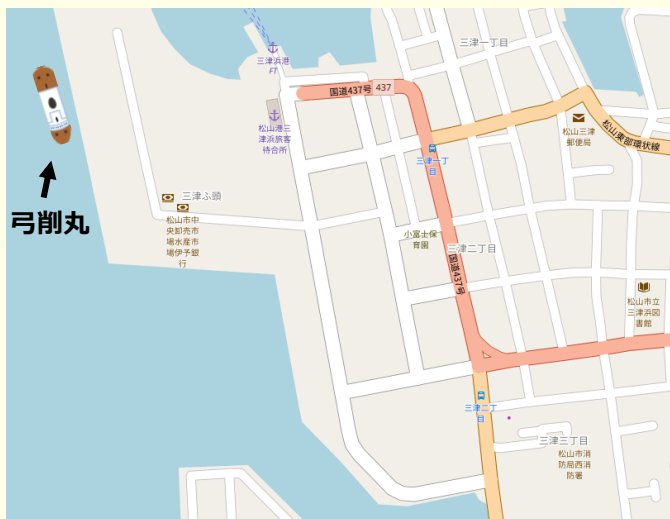 三津一丁目
三津浜港
FT
国道437号
437
松山港三
津浜旅客
待合所
松山三津
郵便局
松山東部環状線
三津一丁
目
三津ふ頭
松山市中
央卸売市
場水産市
場伊予銀
行
弓削丸
小富士保
育園
三津二丁目
国道437号
松山市立
三津浜図
書館
三津二丁
目
三津三丁目
松山市消
防局西消
防署